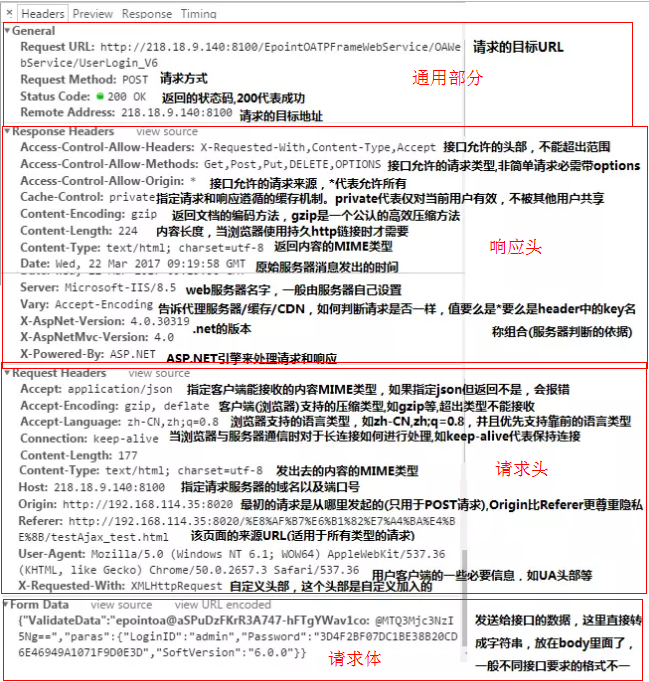 × Headers Preview Response Timing
▼General
Request URL: http://218.18.9.140:8100/EpointOATPFrameWebService/OAWe
bService/UserLogin_V6 请求的目标URL
Request Method: POST 请求方式
通用部分
Status Code: 200 OK 返回的状态码,200代表成功
Remote Address: 218.18.9.140:8100 请求的目标地址
▼Response Headers view source
Access-Control-Allow-Headers: X-Requested-With,Content-Type,Accept 接口允许的头部，不能超出范围
Access-Control-Allow-Methods: Get,Post,Put,DELETE,OPTIONS 接口允许的请求类型,非简单请求必需带options
Access-Control-Allow-Origin: * 接口允许的请求来源，*代表允许所有
Cache-Control: private 指定请求和响应遵循的缓存机制。private代表仅对当前用户有效，不被其他用户共享
Content-Encoding: gzip 返回文档的编码方法，gzip是一个公认的高效压缩方式
Content-Length: 224 内容长度，当浏览器使用持久http链接时才需要
Content-Type: text/html; charset=utf-8 返回内容的MIME类型
响应头
Date: Wed, 22 Mar 2017 09:19:58 GMT 原始服务器消息发出的时间
Server: Microsoft-IIS/8.5 web服务器名字，一般由服务器自己设置
Vary: Accept-Encoding 告诉代理服务器/缓存/CDN，如何判断请求是否一样，值要么是*要么是header中的key名
称组合(服务器判断的依据)
X-AspNet-Version: 4.0.30319 .net的版本
X-AspNetMvc-Version: 4.0
X-Powered-By: ASP.NET ASP.NET引擎来处理请求和响应
▼Request Headers view source
Accept: application/json 指定客户端能接收的内容MIME类型，如果指定json但返回不是，会报错
Accept-Encoding: gzip, deflate 客户端(浏览器)支持的压缩类型,如gzip等,超出类型不能接收
Accept-Language: zh-CN,zh;q=0.8 浏览器支持的语言类型，如zh-CN,zh;q=0.8，并且优先支持靠前的语言类型
Connection: keep-alive 当浏览器与服务器通信时对于长连接如何进行处理,如keep-alive代表保持连接
Content-Length: 177
Content-Type: text/html; charset=utf-8 发出去的内容的MIME类型
请求头
Host: 218.18.9.140:8100 指定请求服务器的域名以及端口号
Origin: http://192.168.114.35:8020 最初的请求是从哪里发起的(只用于POST请求),Origin比Referer更尊重隐私
Referer: http://192.168.114.35:8020/%E8%AF%B7%E6%B1%82%E7%A4%BA%E4%B
E%8B/testAjax_test.html 该页面的来源URL(适用于所有类型的请求)
User-Agent: Mozilla/5.0 (Windows NT 6.1; WOW64) AppleWebKit/537.36
(KHTML, like Gecko) Chrome/50.0.2657.3 Safari/537.36 用户客户端的一些必要信息，如UA头部等
X-Requested-With: XMLHttpRequest 自定义头部，这个头部是自定义加入的
▼Form Data view source view URL encoded
{"ValidateData":"epointoa@aSPuDzFKrR3A747-hFTgYWav1co: @MTQ3Mjc3NzI
5Ng==","paras":{"LoginID":"admin","Password":"3D4F2BF07DC1BE38B20CD
6E46949A1071F9D0E3D","SoftVersion":"6.0.0"}}
请求体
发送给接口的数据，这里直接转
成字符串，放在body里面了，
一般不同接口要求的格式不一